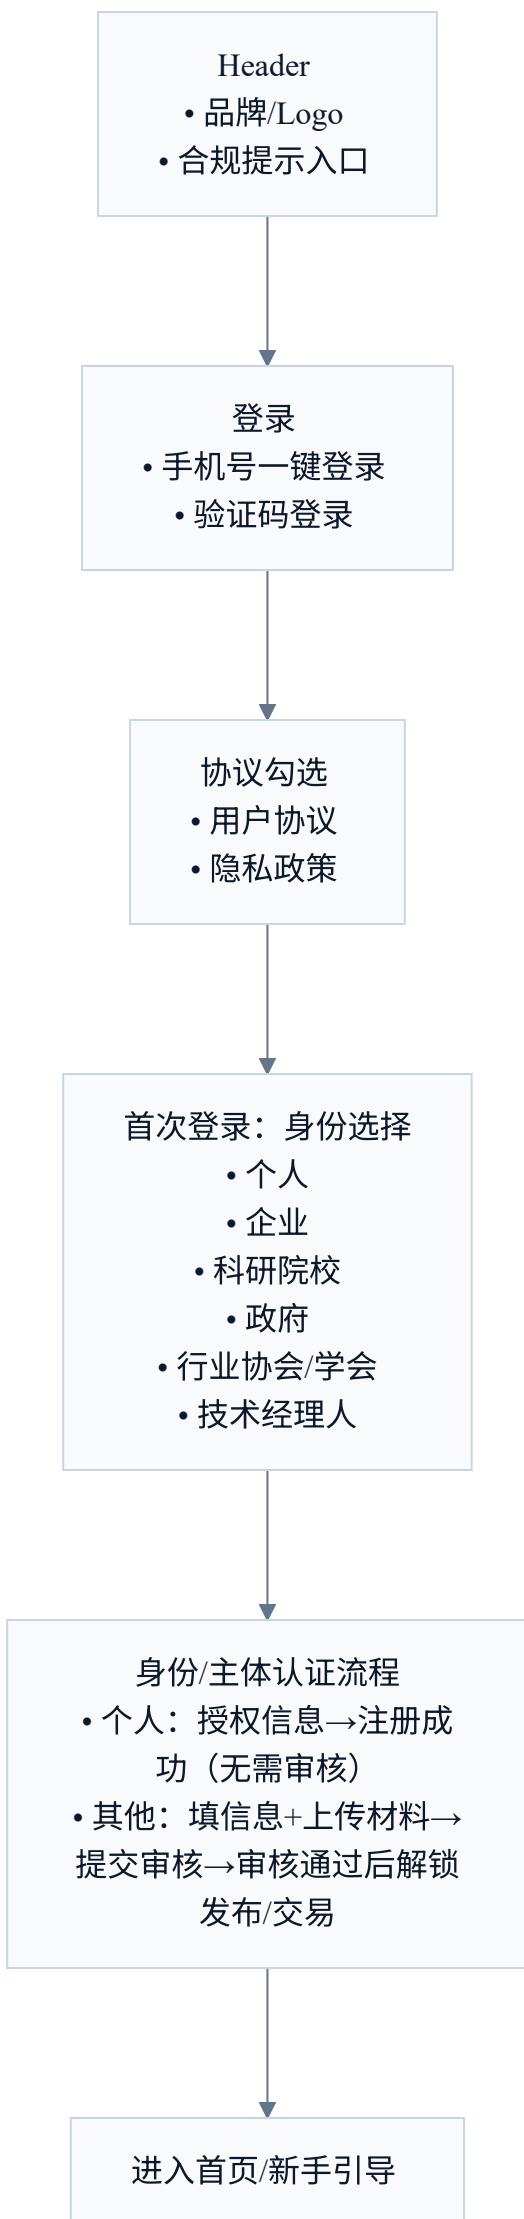 Header
• 品牌/Logo
• 合规提示入口
登录
• 手机号一键登录
• 验证码登录
协议勾选
• 用户协议
• 隐私政策
首次登录：身份选择
• 个人
• 企业
• 科研院校
• 政府
• 行业协会/学会
• 技术经理人
身份/主体认证流程
• 个人：授权信息→注册成
功（无需审核）
• 其他：填信息+上传材料→
提交审核→审核通过后解锁
发布/交易
进入首页/新手引导